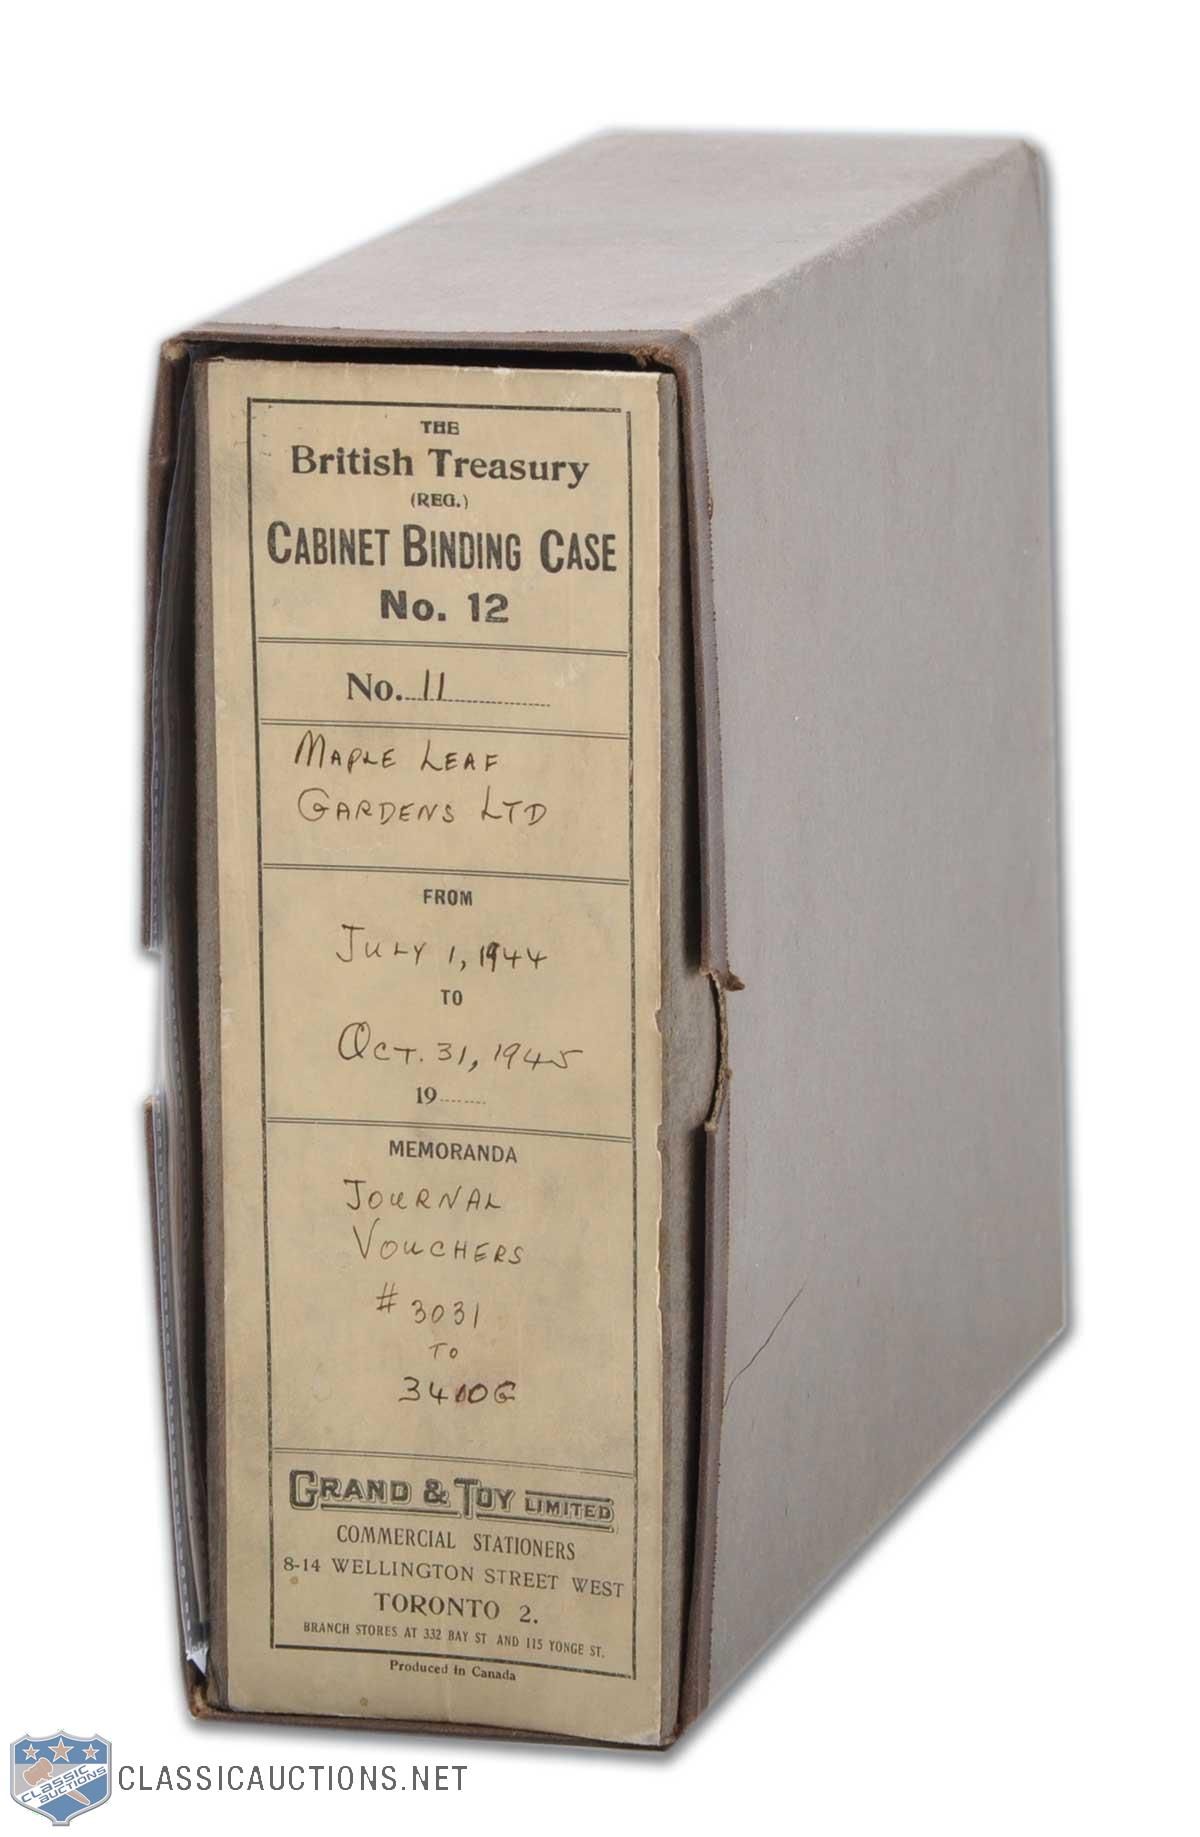 THE
British Treasury
(REG.)
CABINET BINDING CASE
No. 12
No. 11
MAPLE LEAF
GARDENS LTD
FROM
JULY 1, 1944
TO
OCT. 31, 1945
19
MEMORANDA
JOURNAL
VOUCHERS
# 3031
TO
3410G
GRAND & TOY LIMITED
COMMERCIAL STATIONERS
8-14 WELLINGTON STREET WEST
TORONTO 2.
BRANCH STORES AT 332 BAY ST AND 115 YONGE ST.
Produced in Canada
CLASSIC
AUCTIONS
CLASSICAUCTIONS.NET